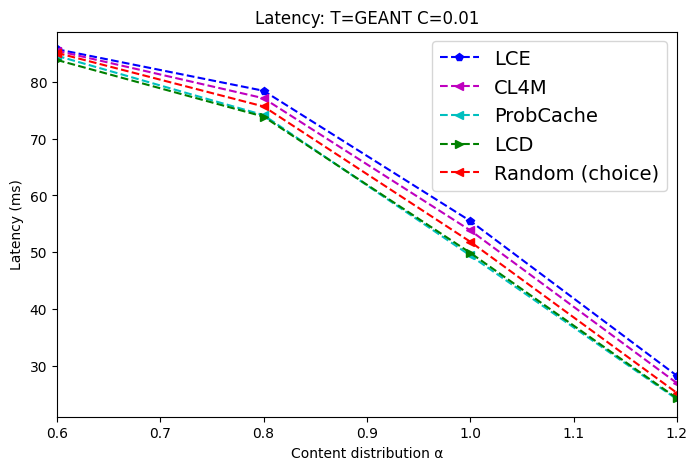 Latency: T=GEANT C=0.01
LCE
CL4M
ProbCache
LCD
Random (choice)
80
70
60
50
40
30
Latency (ms)
0.6
0.7
0.8
0.9
1.0
1.1
1.2
Content distribution α